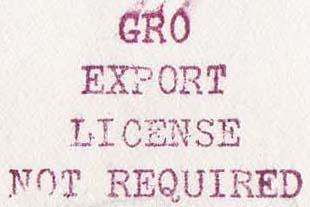 GRO
EXPORT
LICENSE
NOT REQUIRED